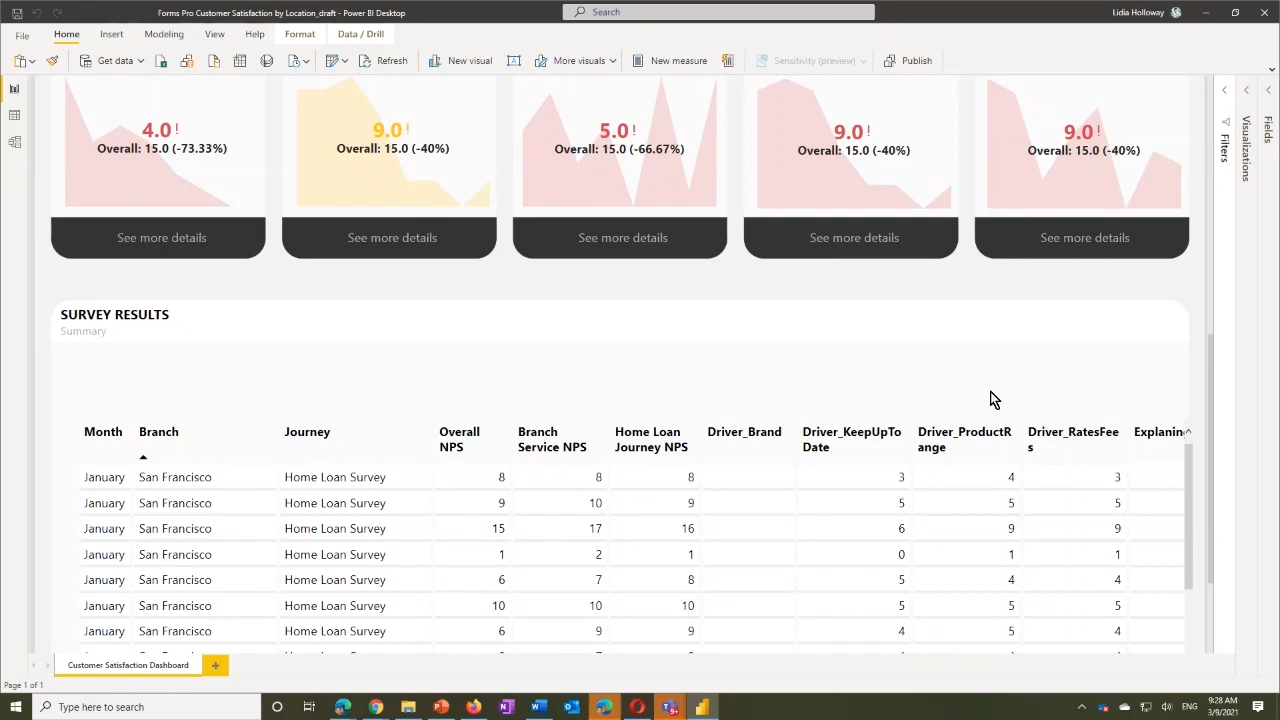 Forms Pro Customer Satisfaction by Location_draft - Power BI Desktop
Search
Lidia Holloway
File Home Insert Modeling View Help Format Data / Drill
Get data Refresh New visual More visuals New measure Sensitivity (preview) Publish
4.0 ! 9.0 ! 5.0 ! 9.0 ! 9.0 !
Overall: 15.0 (-73.33%) Overall: 15.0 (-40%) Overall: 15.0 (-66.67%) Overall: 15.0 (-40%) Overall: 15.0 (-40%)
See more details See more details See more details See more details See more details
Filters
Visualizations
Fields
SURVEY RESULTS
Summary
Month Branch Journey Overall NPS Branch Service NPS Home Loan Journey NPS Driver_Brand Driver_KeepUpToDate Driver_ProductRange Driver_RatesFees Explaning
January San Francisco Home Loan Survey 8 8 8 3 4 3
January San Francisco Home Loan Survey 9 10 9 5 5 5
January San Francisco Home Loan Survey 15 17 16 6 9 9
January San Francisco Home Loan Survey 1 2 1 0 1 1
January San Francisco Home Loan Survey 6 7 8 5 4 4
January San Francisco Home Loan Survey 10 10 10 5 5 5
January San Francisco Home Loan Survey 6 9 9 4 5 4
Customer Satisfaction Dashboard +
Page 1 of 1
Type here to search
ENG
9:28 AM
3/9/2021